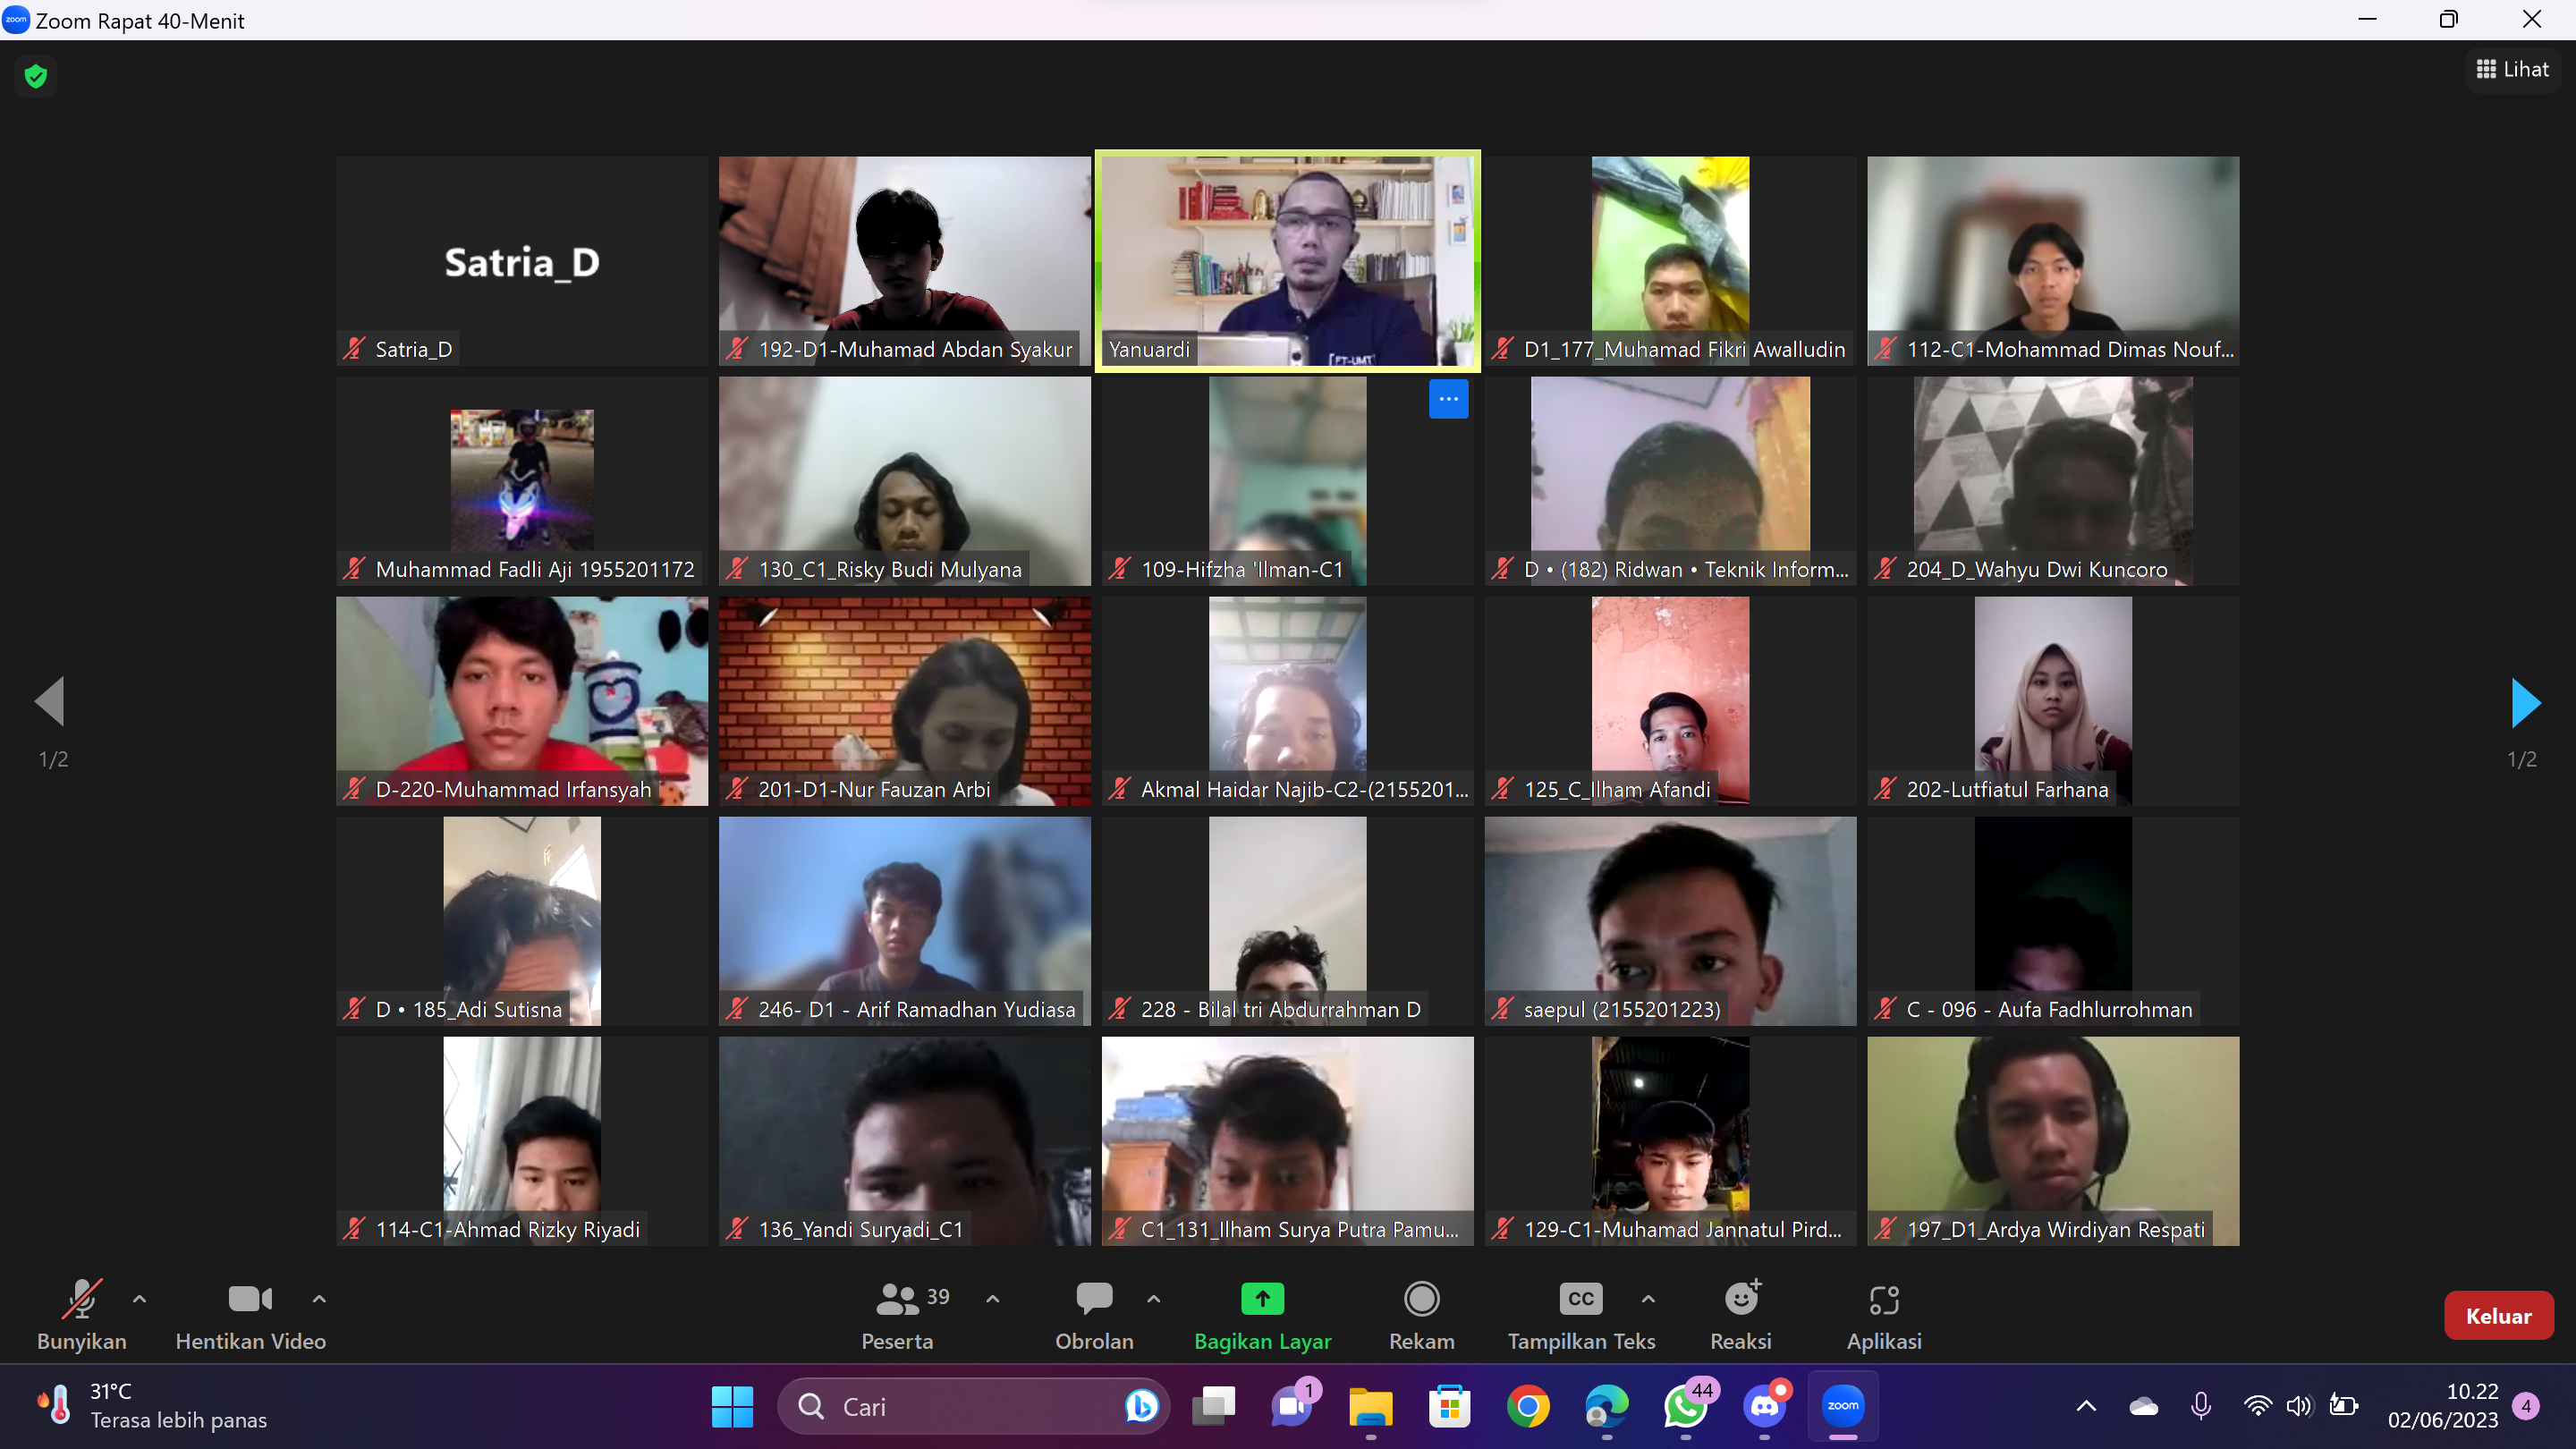 zoom Zoom Rapat 40-Menit
Lihat
Satria_D
Satria_D
192-D1-Muhamad Abdan Syakur
Yanuardi
FT-UMT
D1_177_Muhamad Fikri Awalludin
112-C1-Mohammad Dimas Nouf...
Muhammad Fadli Aji 1955201172
130_C1_Risky Budi Mulyana
109-Hifzha 'Ilman-C1
D • (182) Ridwan • Teknik Inform...
204_D_Wahyu Dwi Kuncoro
D-220-Muhammad Irfansyah
201-D1-Nur Fauzan Arbi
Akmal Haidar Najib-C2-(2155201...
125_C_Ilham Afandi
202-Lutfiatul Farhana
1/2
1/2
D • 185_Adi Sutisna
246- D1 - Arif Ramadhan Yudiasa
228 - Bilal tri Abdurrahman D
saepul (2155201223)
C - 096 - Aufa Fadhlurrohman
114-C1-Ahmad Rizky Riyadi
136_Yandi Suryadi_C1
C1_131_Ilham Surya Putra Pamu...
129-C1-Muhamad Jannatul Pird...
197_D1_Ardya Wirdiyan Respati
39
CC
Bunyikan
Hentikan Video
Peserta
Obrolan
Bagikan Layar
Rekam
Tampilkan Teks
Reaksi
Aplikasi
Keluar
31°C
Terasa lebih panas
Cari
1
44
zoom
10.22
02/06/2023
4